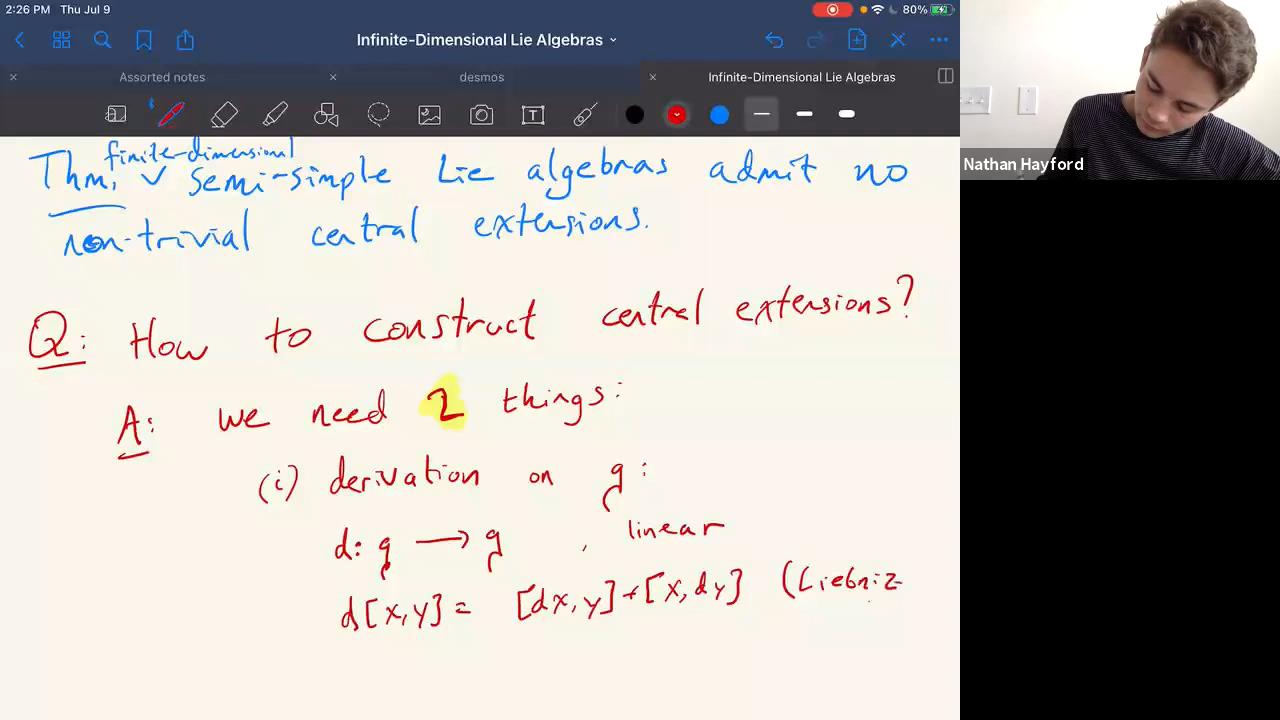 2:26 PM Thu Jul 9
80%
Infinite-Dimensional Lie Algebras
Assorted notes
desmos
Infinite-Dimensional Lie Algebras
finite-dimensional
Thm, ∨ semi-simple Lie algebras admit no
non-trivial central extensions.
Q: How to construct central extensions?
A: we need 2 things:
(i) derivation on g:
d: g → g , linear
d[x,y] = [dx,y]+[x,dy] (Liebniz
Nathan Hayford